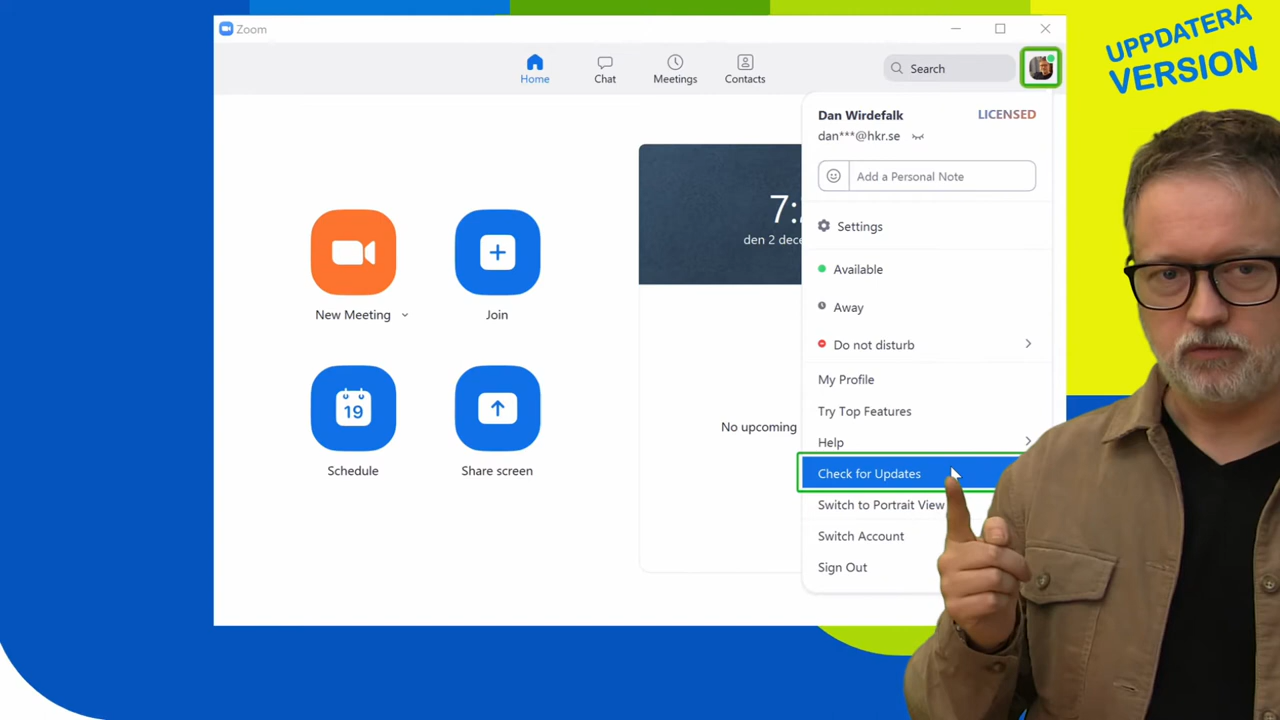 Zoom
UPPDATERA
VERSION
Home
Chat
Meetings
Contacts
Search
Dan Wirdefalk
LICENSED
dan***@hkr.se
Add a Personal Note
Settings
7:
den 2 dece
Available
Away
New Meeting
Join
Do not disturb
My Profile
19
Try Top Features
No upcoming
Help
Schedule
Share screen
Check for Updates
Switch to Portrait View
Switch Account
Sign Out